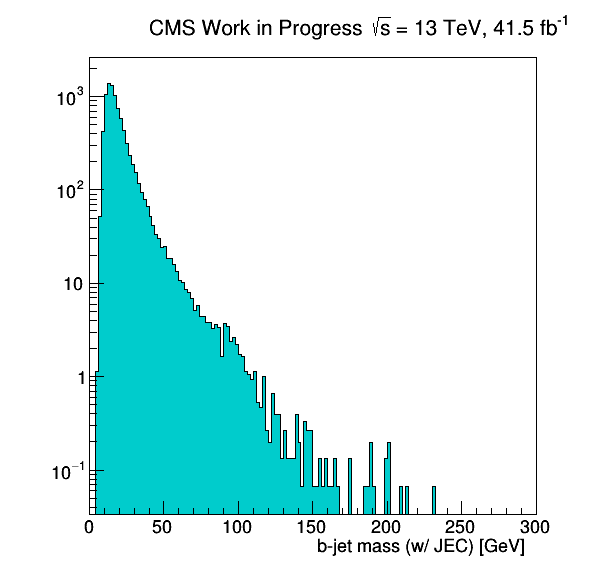 CMS Work in Progress √s = 13 TeV, 41.5 fb⁻¹
10³
10²
10
1
10⁻¹
0 50 100 150 200 250 300
b-jet mass (w/ JEC) [GeV]